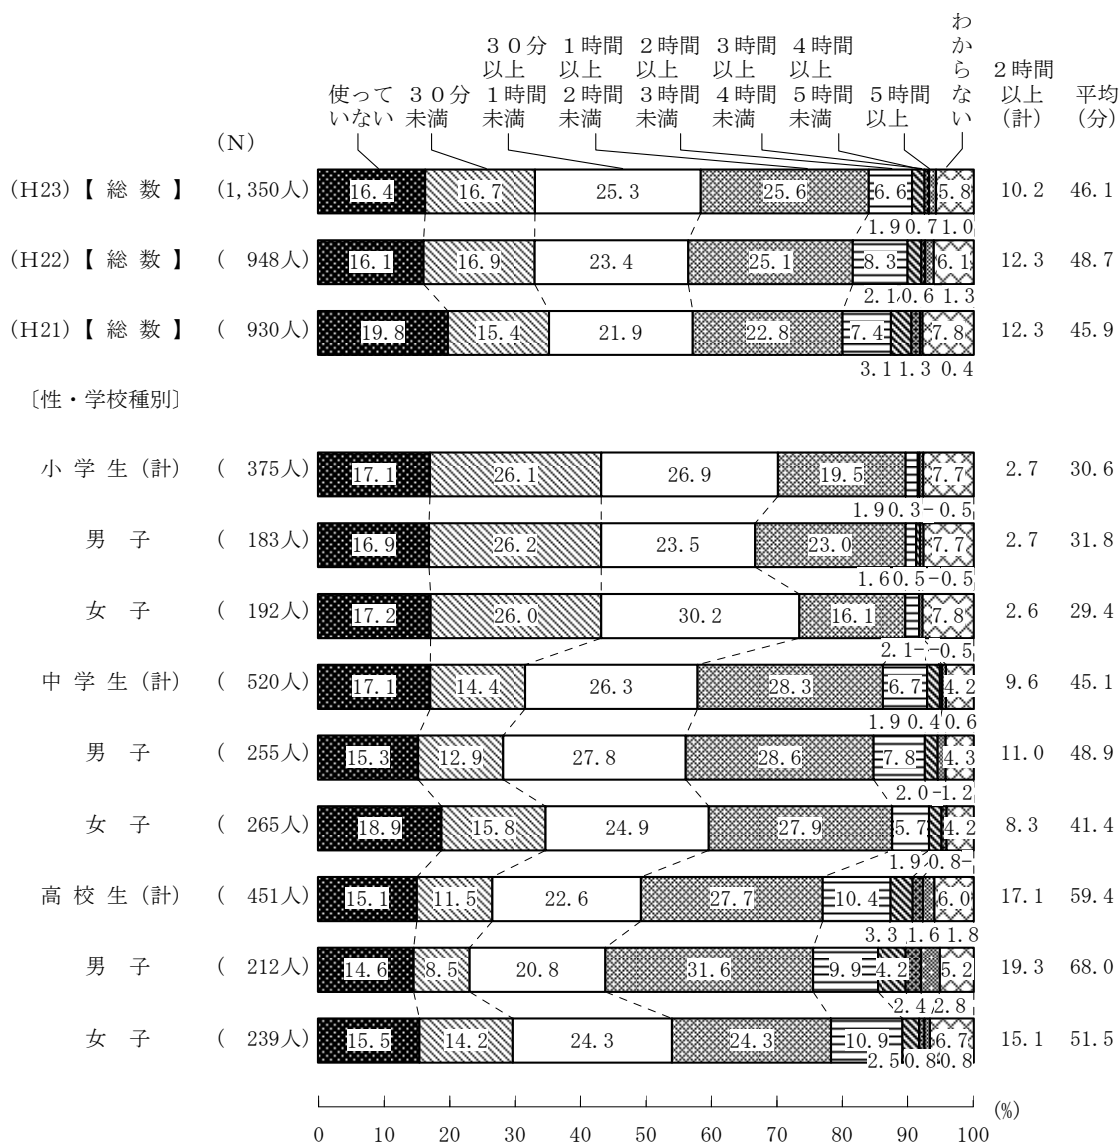 使って
いない
３０分
未満
３０分
以上
１時間
未満
１時間
以上
２時間
未満
２時間
以上
３時間
未満
３時間
以上
４時間
未満
４時間
以上
５時間
未満
５時間
以上
わからない
２時間
以上
(計)
平均
(分)
(N)
(H23)【 総 数 】 (1,350人) 16.4 16.7 25.3 25.6 6.6 5.8 10.2 46.1
1.9 0.7 1.0
(H22)【 総 数 】 ( 948人) 16.1 16.9 23.4 25.1 8.3 6.1 12.3 48.7
2.1 0.6 1.3
(H21)【 総 数 】 ( 930人) 19.8 15.4 21.9 22.8 7.4 7.8 12.3 45.9
3.1 1.3 0.4
〔性・学校種別〕
小 学 生 (計) ( 375人) 17.1 26.1 26.9 19.5 7.7 2.7 30.6
1.9 0.3 - 0.5
男 子 ( 183人) 16.9 26.2 23.5 23.0 7.7 2.7 31.8
1.6 0.5 - 0.5
女 子 ( 192人) 17.2 26.0 30.2 16.1 7.8 2.6 29.4
2.1 - - 0.5
中 学 生 (計) ( 520人) 17.1 14.4 26.3 28.3 6.7 4.2 9.6 45.1
1.9 0.4 0.6
男 子 ( 255人) 15.3 12.9 27.8 28.6 7.8 4.3 11.0 48.9
2.0 - 1.2
女 子 ( 265人) 18.9 15.8 24.9 27.9 5.7 4.2 8.3 41.4
1.9 0.8 -
高 校 生 (計) ( 451人) 15.1 11.5 22.6 27.7 10.4 6.0 17.1 59.4
3.3 1.6 1.8
男 子 ( 212人) 14.6 8.5 20.8 31.6 9.9 4.2 5.2 19.3 68.0
2.4 2.8
女 子 ( 239人) 15.5 14.2 24.3 24.3 10.9 6.7 15.1 51.5
2.5 0.8 0.8
0 10 20 30 40 50 60 70 80 90 100 (%)